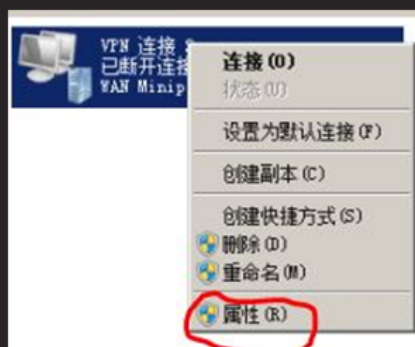 VPN 连接
已断开连接
WAN Minip
连接(O)
状态(U)
设置为默认连接(F)
创建副本(C)
创建快捷方式(S)
删除(D)
重命名(M)
属性(R)